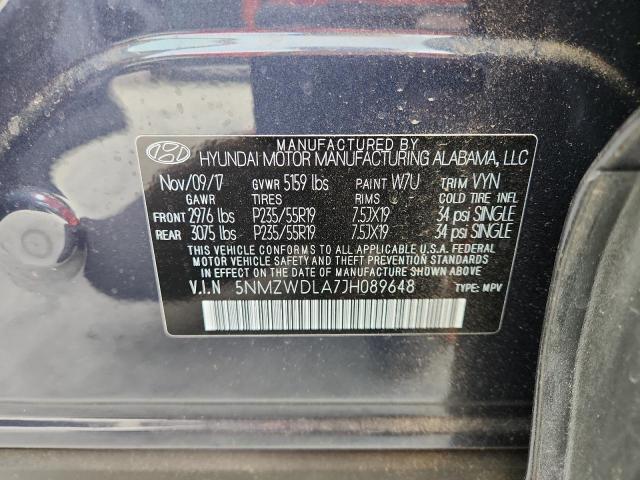 MANUFACTURED BY
HYUNDAI MOTOR MANUFACTURING ALABAMA, LLC
Nov/09/17 GVWR 5159 lbs PAINT W7U TRIM VYN
GAWR TIRES RIMS COLD TIRE INFL
FRONT 2976 lbs P235/55R19 7.5JX19 34 psi SINGLE
REAR 3075 lbs P235/55R19 7.5JX19 34 psi SINGLE
THIS VEHICLE CONFORMS TO ALL APPLICABLE U.S.A. FEDERAL
MOTOR VEHICLE SAFETY AND THEFT PREVENTION STANDARDS
IN EFFECT ON THE DATE OF MANUFACTURE SHOWN ABOVE.
V.I.N 5NMZWDLA7JH089648 TYPE: MPV